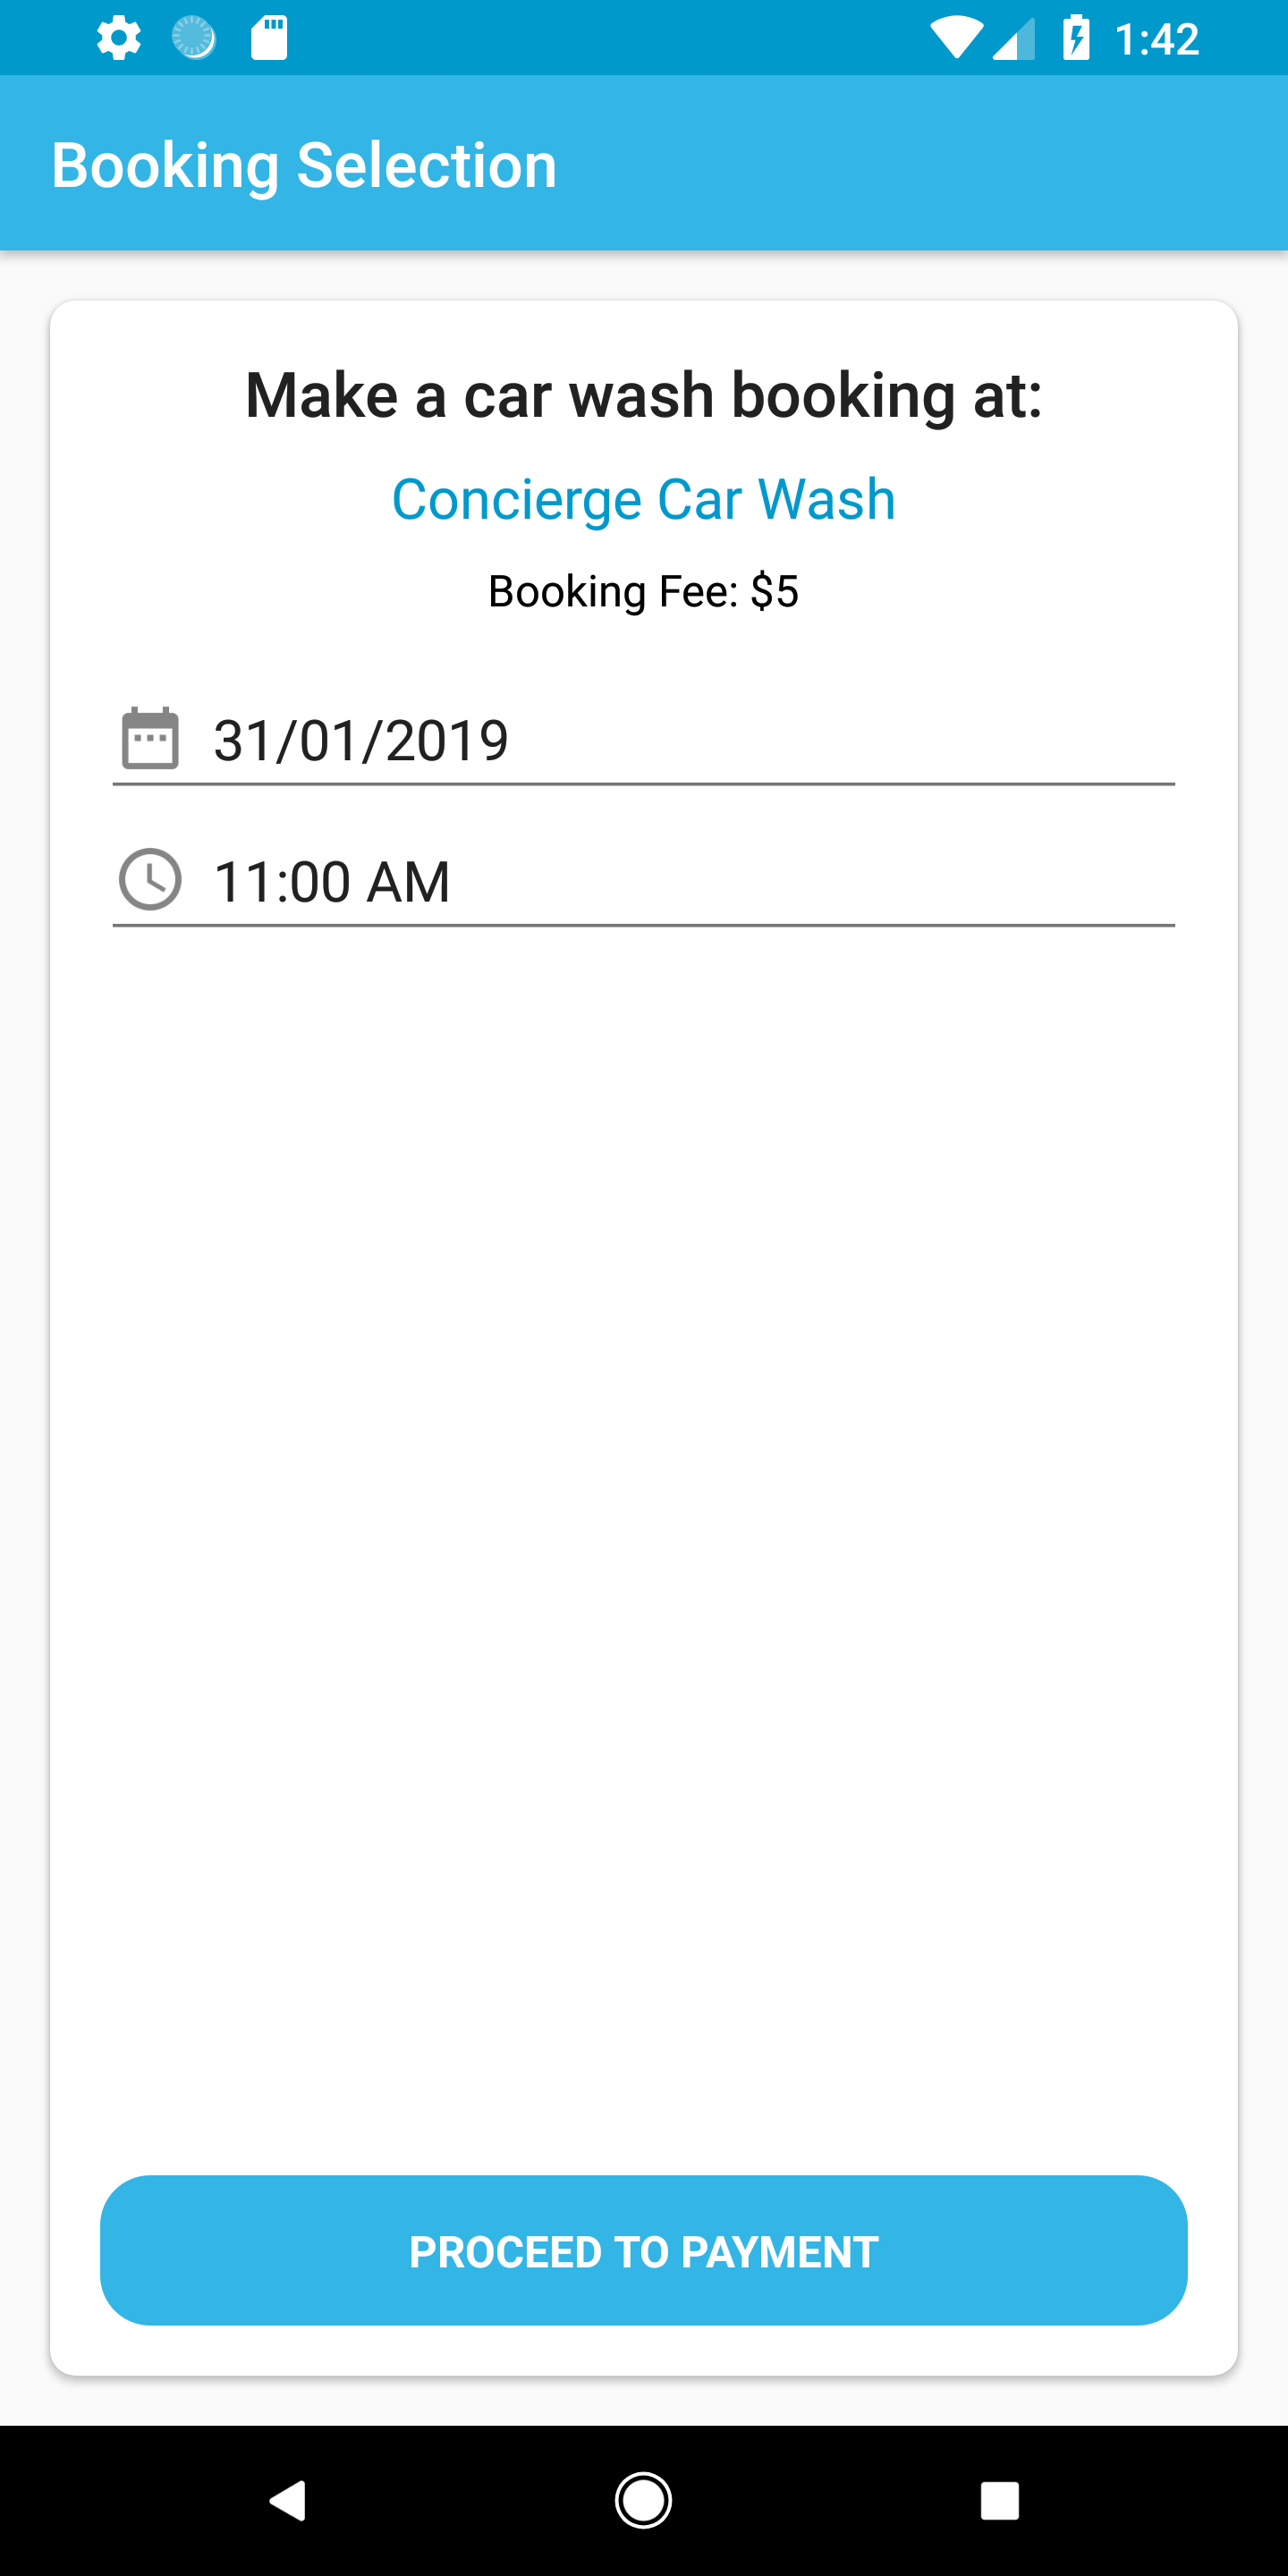 1:42
Booking Selection
Make a car wash booking at:
Concierge Car Wash
Booking Fee: $5
31/01/2019
11:00 AM
PROCEED TO PAYMENT